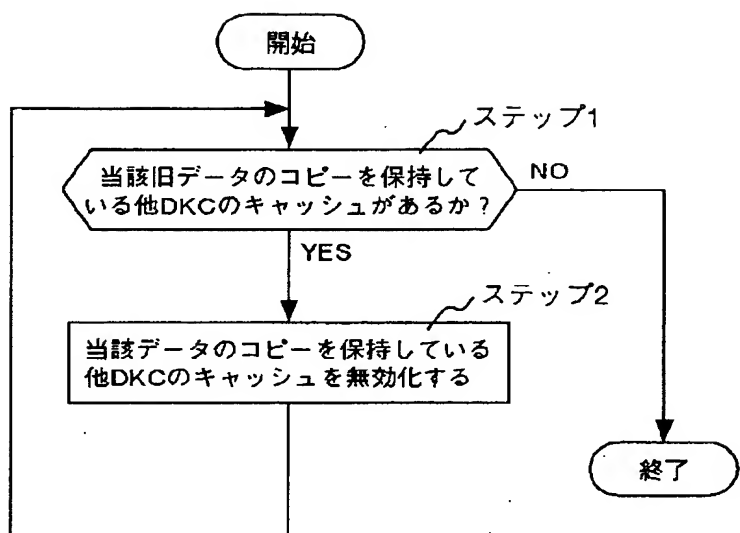 開始
ステップ1
当該旧データのコピーを保持して
いる他DKCのキャッシュがあるか?
NO
YES
ステップ2
当該データのコピーを保持している
他DKCのキャッシュを無効化する
終了